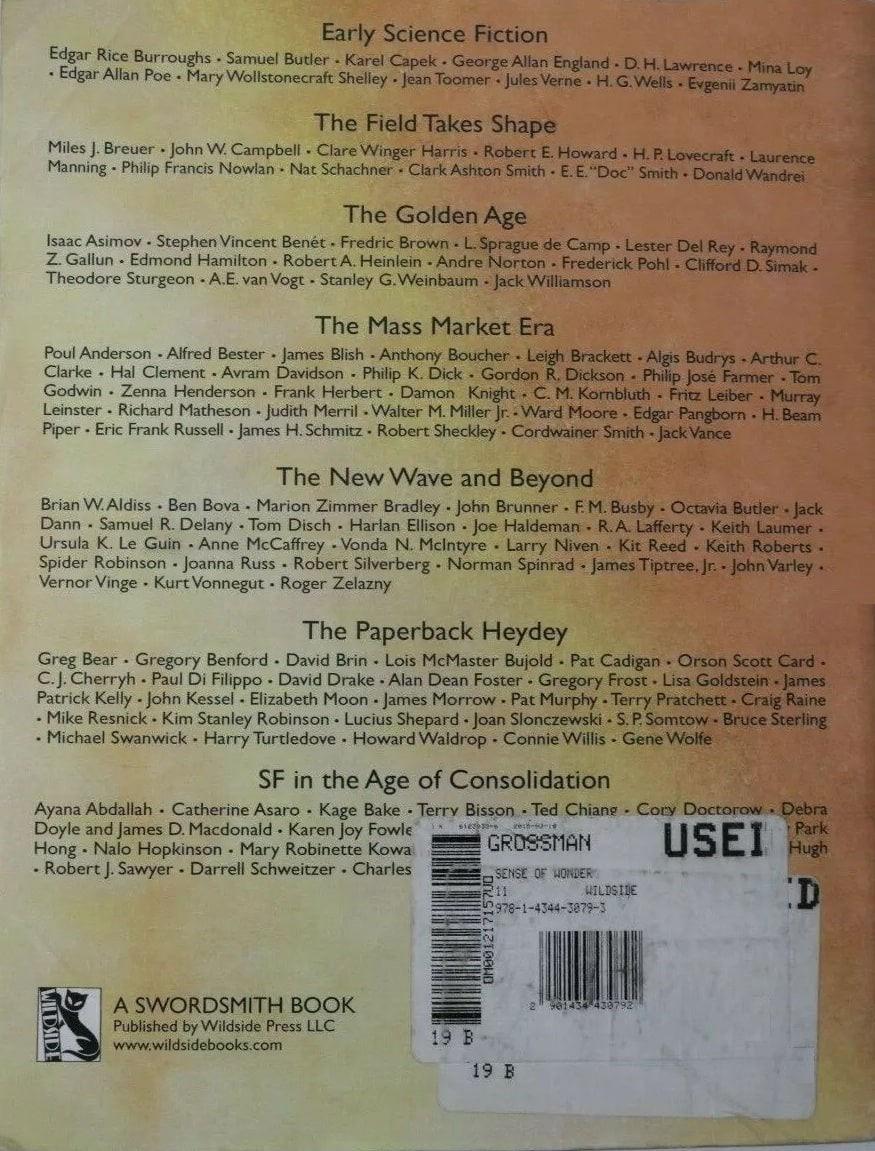 Early Science Fiction
Edgar Rice Burroughs • Samuel Butler • Karel Capek • George Allan England • D. H. Lawrence • Mina Loy
• Edgar Allan Poe • Mary Wollstonecraft Shelley • Jean Toomer • Jules Verne • H. G. Wells • Evgenii Zamyatin
The Field Takes Shape
Miles J. Breuer • John W. Campbell • Clare Winger Harris • Robert E. Howard • H. P. Lovecraft • Laurence
Manning • Philip Francis Nowlan • Nat Schachner • Clark Ashton Smith • E. E. "Doc" Smith • Donald Wandrei
The Golden Age
Isaac Asimov • Stephen Vincent Benét • Fredric Brown • L. Sprague de Camp • Lester Del Rey • Raymond
Z. Gallun • Edmond Hamilton • Robert A. Heinlein • Andre Norton • Frederick Pohl • Clifford D. Simak •
Theodore Sturgeon • A.E. van Vogt • Stanley G. Weinbaum • Jack Williamson
The Mass Market Era
Poul Anderson • Alfred Bester • James Blish • Anthony Boucher • Leigh Brackett • Algis Budrys • Arthur C.
Clarke • Hal Clement • Avram Davidson • Philip K. Dick • Gordon R. Dickson • Philip José Farmer • Tom
Godwin • Zenna Henderson • Frank Herbert • Damon Knight • C. M. Kornbluth • Fritz Leiber • Murray
Leinster • Richard Matheson • Judith Merril • Walter M. Miller Jr. • Ward Moore • Edgar Pangborn • H. Beam
Piper • Eric Frank Russell • James H. Schmitz • Robert Sheckley • Cordwainer Smith • Jack Vance
The New Wave and Beyond
Brian W. Aldiss • Ben Bova • Marion Zimmer Bradley • John Brunner • F. M. Busby • Octavia Butler • Jack
Dann • Samuel R. Delany • Tom Disch • Harlan Ellison • Joe Haldeman • R. A. Lafferty • Keith Laumer •
Ursula K. Le Guin • Anne McCaffrey • Vonda N. McIntyre • Larry Niven • Kit Reed • Keith Roberts •
Spider Robinson • Joanna Russ • Robert Silverberg • Norman Spinrad • James Tiptree, Jr. • John Varley •
Vernor Vinge • Kurt Vonnegut • Roger Zelazny
The Paperback Heydey
Greg Bear • Gregory Benford • David Brin • Lois McMaster Bujold • Pat Cadigan • Orson Scott Card •
C. J. Cherryh • Paul Di Filippo • David Drake • Alan Dean Foster • Gregory Frost • Lisa Goldstein • James
Patrick Kelly • John Kessel • Elizabeth Moon • James Morrow • Pat Murphy • Terry Pratchett • Craig Raine
• Mike Resnick • Kim Stanley Robinson • Lucius Shepard • Joan Slonczewski • S. P. Somtow • Bruce Sterling
• Michael Swanwick • Harry Turtledove • Howard Waldrop • Connie Willis • Gene Wolfe
SF in the Age of Consolidation
Ayana Abdallah • Catherine Asaro • Kage Bake • Terry Bisson • Ted Chiang • Cory Doctorow • Debra
Doyle and James D. Macdonald • Karen Joy Fowle • Park
Hong • Nalo Hopkinson • Mary Robinette Kowa Hugh
• Robert J. Sawyer • Darrell Schweitzer • Charles
GROSSMAN USE
SENSE OF WONDER
11 WILDSIDE
978-1-4344-3079-3
2 901434 430792
19 B
D
19 B
WILDSIDE
A SWORDSMITH BOOK
Published by Wildside Press LLC
www.wildsidebooks.com